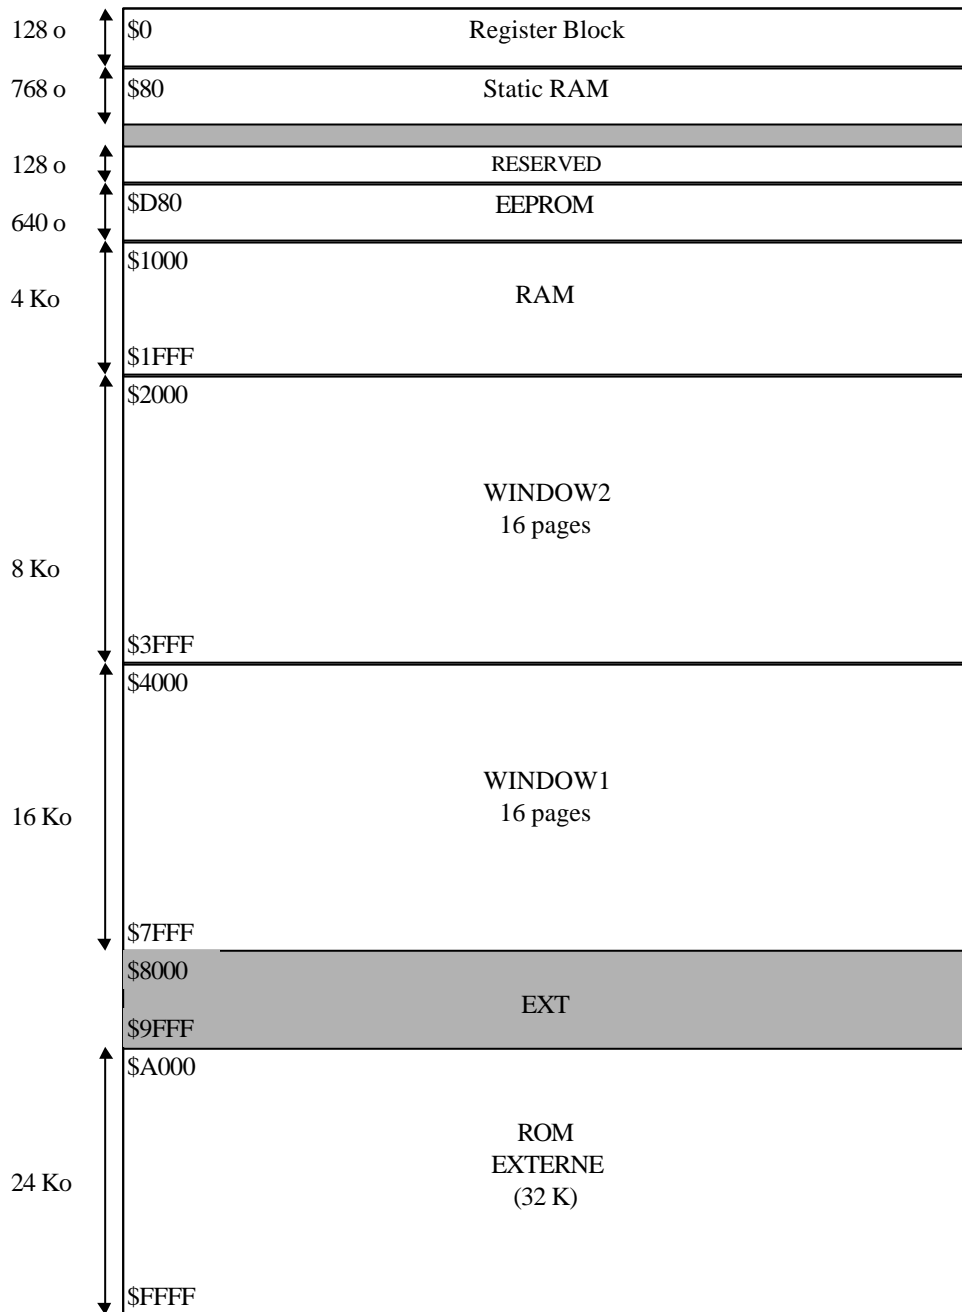 128 o $0 Register Block
768 o $80 Static RAM
128 o RESERVED
$D80 EEPROM
640 o
$1000
4 Ko RAM
$1FFF
$2000
WINDOW2
16 pages
8 Ko
$3FFF
$4000
WINDOW1
16 pages
16 Ko
$7FFF
$8000
EXT
$9FFF
$A000
ROM
EXTERNE
24 Ko
(32 K)
$FFFF